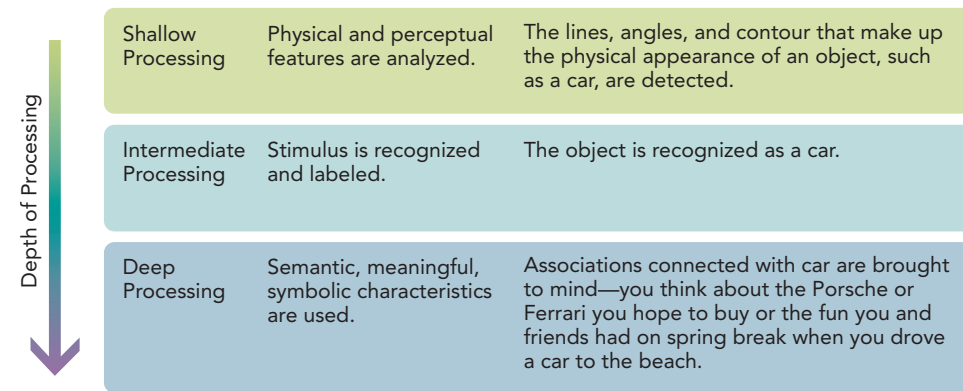 Depth of Processing
Shallow
Processing
Physical and perceptual
features are analyzed.
The lines, angles, and contour that make up
the physical appearance of an object, such
as a car, are detected.
Intermediate
Processing
Stimulus is recognized
and labeled.
The object is recognized as a car.
Deep
Processing
Semantic, meaningful,
symbolic characteristics
are used.
Associations connected with car are brought
to mind—you think about the Porsche or
Ferrari you hope to buy or the fun you and
friends had on spring break when you drove
a car to the beach.